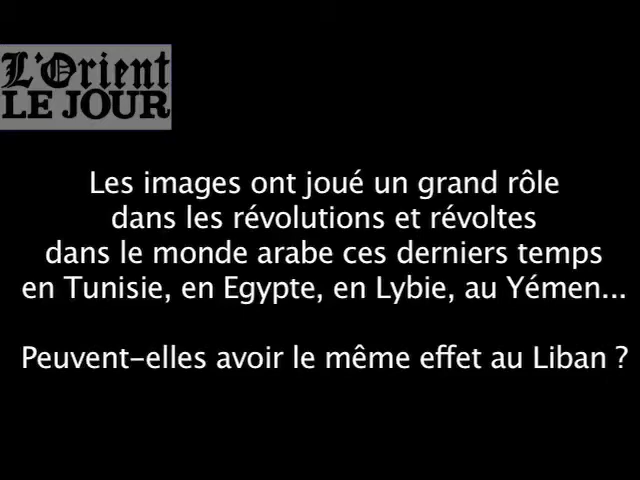 L'Orient
LE JOUR
Les images ont joué un grand rôle
dans les révolutions et révoltes
dans le monde arabe ces derniers temps
en Tunisie, en Egypte, en Lybie, au Yémen...
Peuvent-elles avoir le même effet au Liban ?